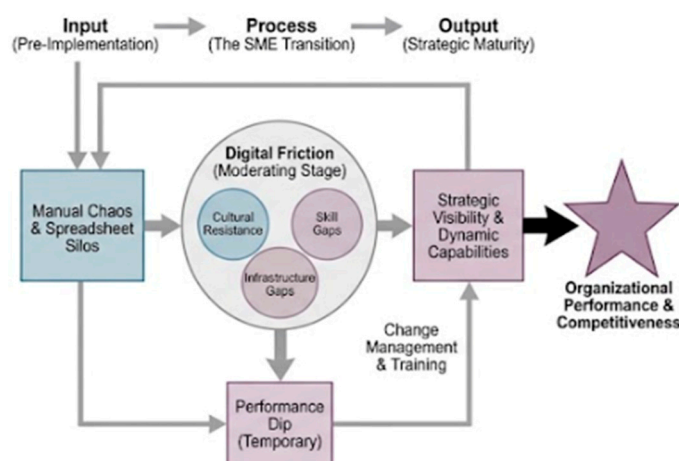 Input
(Pre-Implementation)
Process
(The SME Transition)
Output
(Strategic Maturity)
Manual Chaos
& Spreadsheet
Silos
Digital Friction
(Moderating Stage)
Cultural
Resistance
Skill
Gaps
Infrastructure
Gaps
Strategic
Visibility &
Dynamic
Capabilities
Organizational
Performance &
Competitiveness
Change
Management
& Training
Performance
Dip
(Temporary)